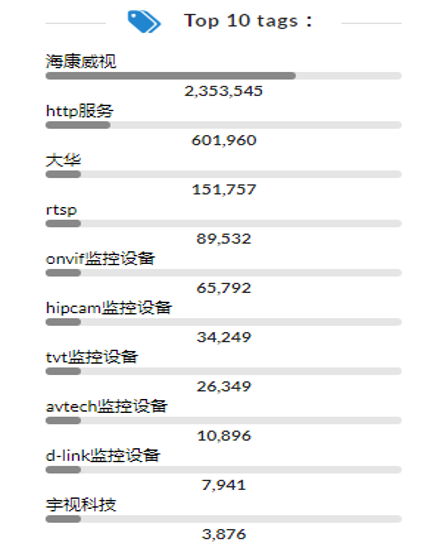 Top 10 tags：
海康威视
2,353,545
http服务
601,960
大华
151,757
rtsp
89,532
onvif监控设备
65,792
hipcam监控设备
34,249
tvt监控设备
26,349
avtech监控设备
10,896
d-link监控设备
7,941
宇视科技
3,876